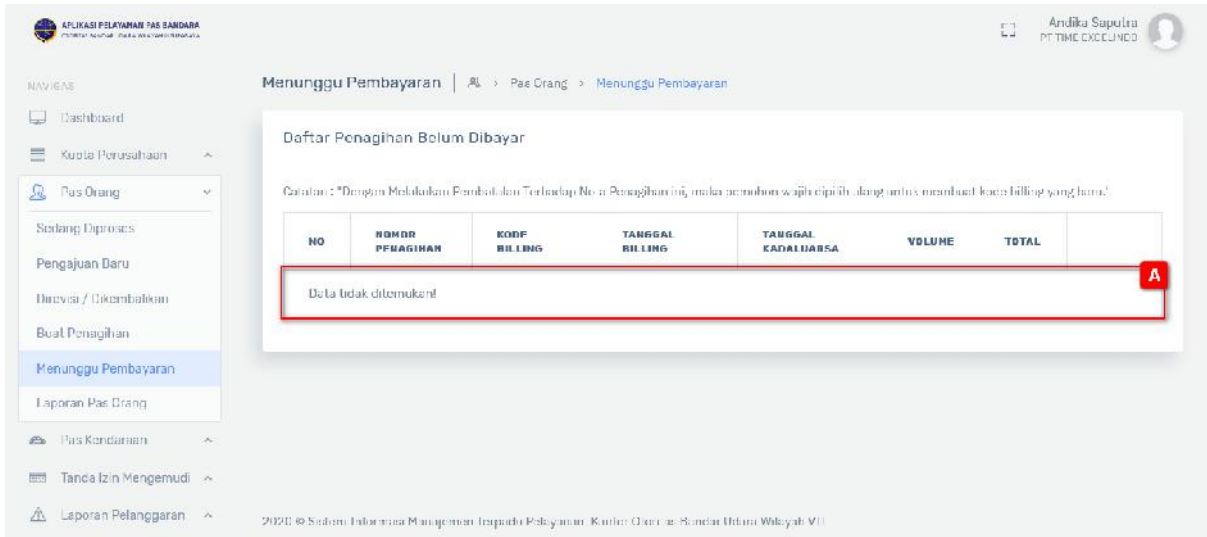 APLIKASI PELAYANAN PAS BANDARA
Andika Saputra
PT TIME EXCELINDO
NAVIGASI
Menunggu Pembayaran
Pas Orang > Menunggu Pembayaran
Dashboard
Kuota Perusahaan
Pas Orang
Sedang Diproses
Pengajuan Baru
Direvisi / Dikembalikan
Buat Penagihan
Menunggu Pembayaran
Laporan Pas Orang
Pas Kendaraan
Tanda Izin Mengemudi
Laporan Pelanggaran
Daftar Penagihan Belum Dibayar
Catatan : "Dengan Melakukan Pembatalan Terhadap Nota Penagihan ini, maka pemohon wajib dipilih ulang untuk membuat kode billing yang baru."
NO NOMOR PENAGIHAN KODE BILLING TANGGAL BILLING TANGGAL KADALUARSA VOLUME TOTAL
A
Data tidak ditemukan!
2020 © Sistem Informasi Manajemen Terpadu Pelayanan Kantor Otoritas Bandar Udara Wilayah VII